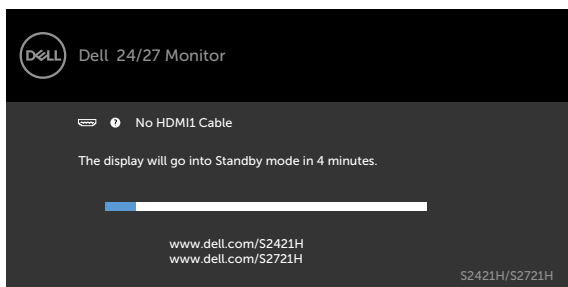 DELL
Dell 24/27 Monitor
? No HDMI1 Cable
The display will go into Standby mode in 4 minutes.
www.dell.com/S2421H
www.dell.com/S2721H
S2421H/S2721H